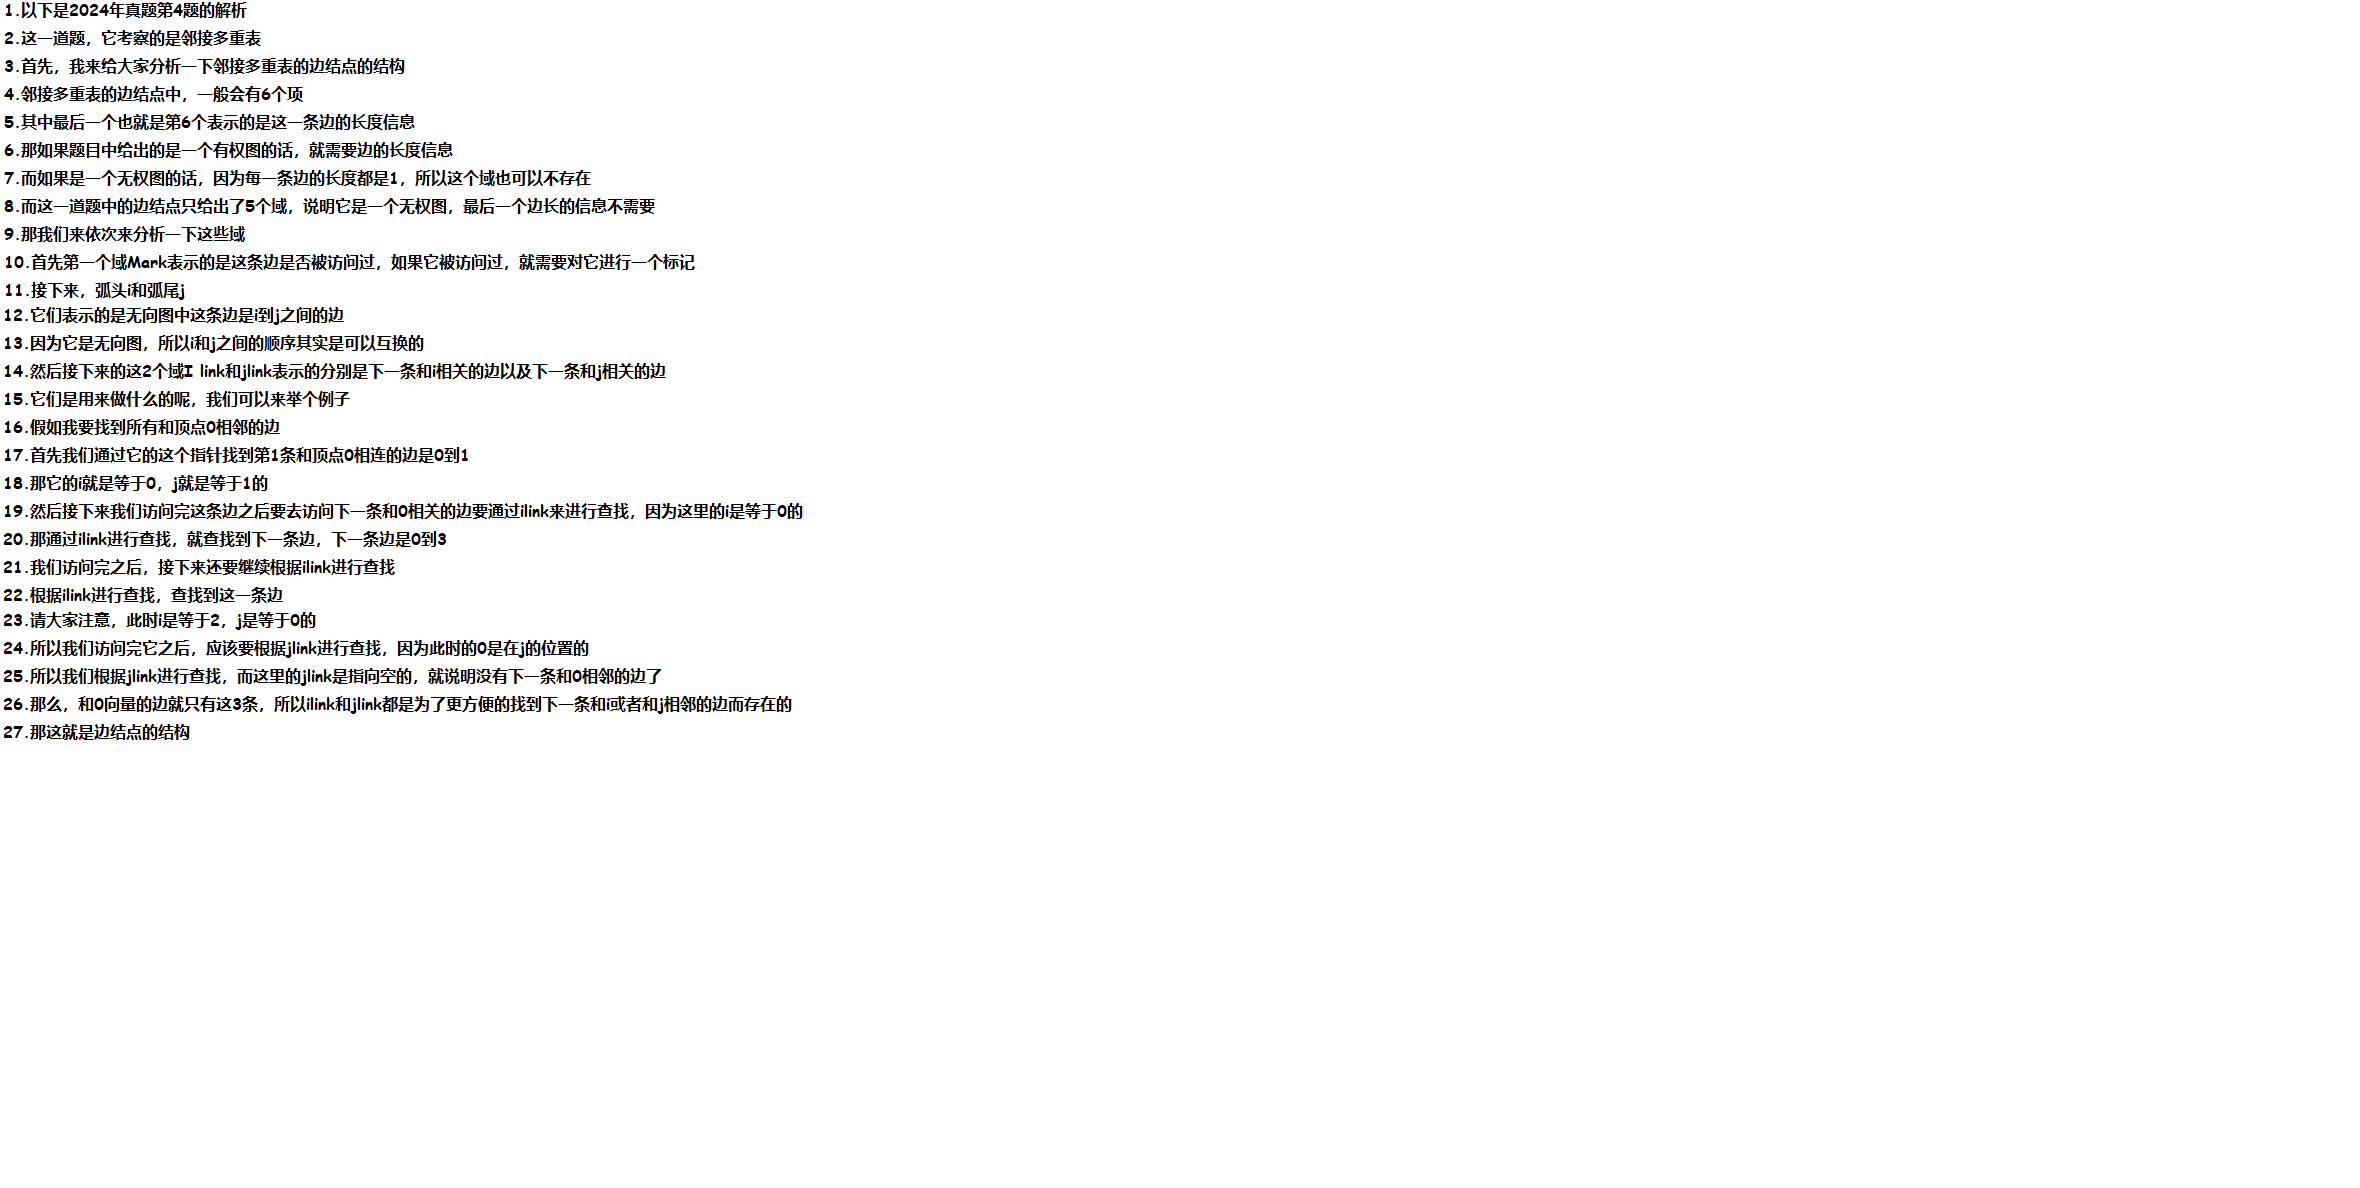 1.以下是2024年真题第4题的解析
2.这一道题，它考察的是邻接多重表
3.首先，我来给大家分析一下邻接多重表的边结点的结构
4.邻接多重表的边结点中，一般会有6个项
5.其中最后一个也就是第6个表示的是这一条边的长度信息
6.那如果题目中给出的是一个有权图的话，就需要边的长度信息
7.而如果是一个无权图的话，因为每一条边的长度都是1，所以这个域也可以不存在
8.而这一道题中的边结点只给出了5个域，说明它是一个无权图，最后一个边长的信息不需要
9.那我们来依次来分析一下这些域
10.首先第一个域Mark表示的是这条边是否被访问过，如果它被访问过，就需要对它进行一个标记
11.接下来，弧头i和弧尾j
12.它们表示的是无向图中这条边是i到j之间的边
13.因为它是无向图，所以i和j之间的顺序其实是可以互换的
14.然后接下来的这2个域I link和jlink表示的分别是下一条和i相关的边以及下一条和j相关的边
15.它们是用来做什么的呢，我们可以来举个例子
16.假如我要找到所有和顶点0相邻的边
17.首先我们通过它的这个指针找到第1条和顶点0相连的边是0到1
18.那它的i就是等于0，j就是等于1的
19.然后接下来我们访问完这条边之后要去访问下一条和0相关的边要通过ilink来进行查找，因为这里的i是等于0的
20.那通过ilink进行查找，就查找到下一条边，下一条边是0到3
21.我们访问完之后，接下来还要继续根据ilink进行查找
22.根据ilink进行查找，查找到这一条边
23.请大家注意，此时i是等于2，j是等于0的
24.所以我们访问完它之后，应该要根据jlink进行查找，因为此时的0是在j的位置的
25.所以我们根据jlink进行查找，而这里的jlink是指向空的，就说明没有下一条和0相邻的边了
26.那么，和0向量的边就只有这3条，所以ilink和jlink都是为了更方便的找到下一条和i或者和j相邻的边而存在的
27.那这就是边结点的结构